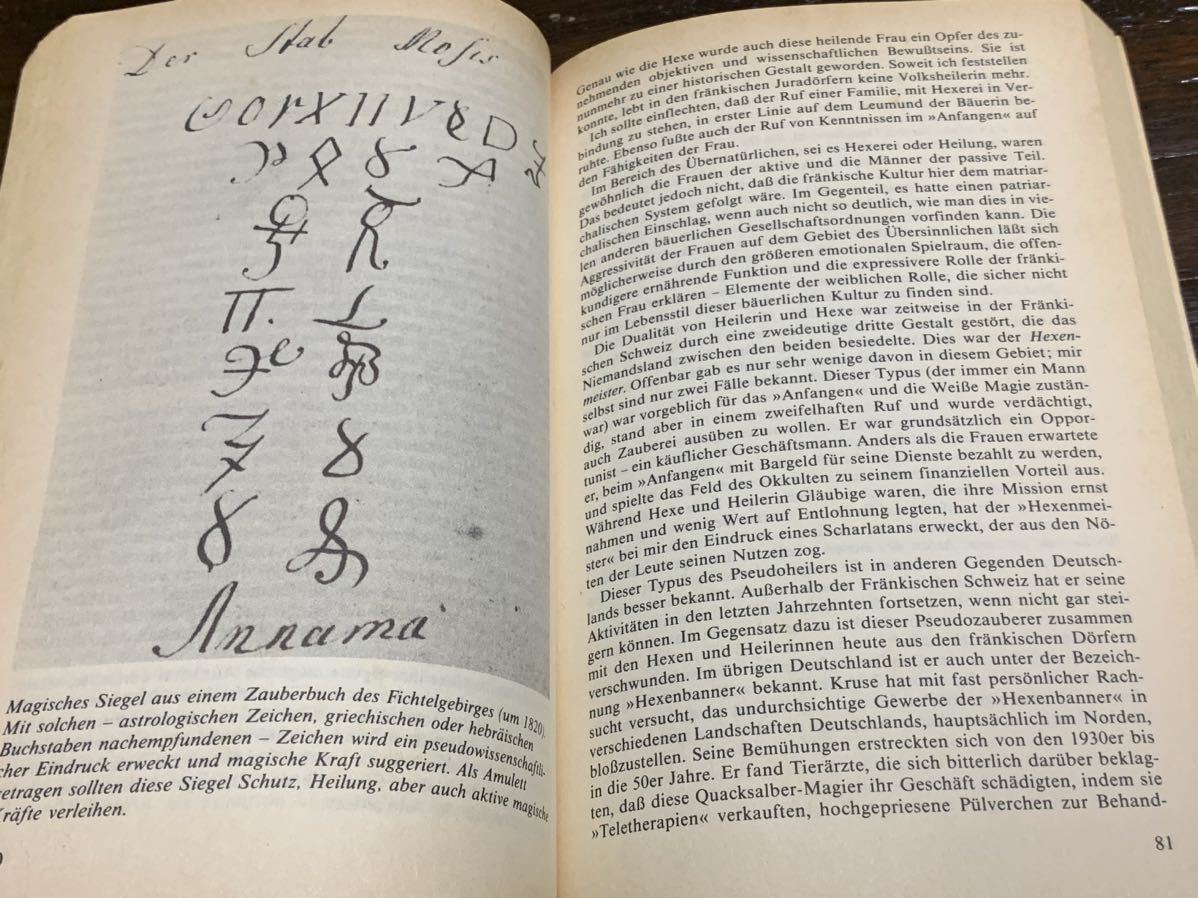 Der Stab Mosis
Annama
Magisches Siegel aus einem Zauberbuch des Fichtelgebirges (um 1820).
Mit solchen – astrologischen Zeichen, griechischen oder hebräischen
Buchstaben nachempfundenen – Zeichen wird ein pseudowissenschaftli-
cher Eindruck erweckt und magische Kraft suggeriert. Als Amulett
getragen sollten diese Siegel Schutz, Heilung, aber auch aktive magische
Kräfte verleihen.
Genau wie die Hexe wurde auch diese heilende Frau ein Opfer des zu-
nehmenden objektiven und wissenschaftlichen Bewußtseins. Sie ist
nunmehr zu einer historischen Gestalt geworden. Soweit ich feststellen
konnte, lebt in den fränkischen Juradörfern keine Volksheilerin mehr.
Ich sollte einflechten, daß der Ruf einer Familie, mit Hexerei in Ver-
bindung zu stehen, in erster Linie auf dem Leumund der Bäuerin be-
ruhte. Ebenso fußte auch der Ruf von Kenntnissen im »Anfangen« auf
den Fähigkeiten der Frau.
Im Bereich des Übernatürlichen, sei es Hexerei oder Heilung, waren
gewöhnlich die Frauen der aktive und die Männer der passive Teil.
Das bedeutet jedoch nicht, daß die fränkische Kultur hier dem matriar-
chalischen System gefolgt wäre. Im Gegenteil, es hatte einen patriar-
chalischen Einschlag, wenn auch nicht so deutlich, wie man dies in vie-
len anderen bäuerlichen Gesellschaftsordnungen vorfinden kann. Die
Aggressivität der Frauen auf dem Gebiet des Übersinnlichen läßt sich
möglicherweise durch den größeren emotionalen Spielraum, die offen-
kundigere ernährende Funktion und die expressivere Rolle der fränki-
schen Frau erklären – Elemente der weiblichen Rolle, die sicher nicht
nur im Lebensstil dieser bäuerlichen Kultur zu finden sind.
Die Dualität von Heilerin und Hexe war zeitweise in der Fränki-
schen Schweiz durch eine zweideutige dritte Gestalt gestört, die das
Niemandsland zwischen den beiden besiedelte. Dies war der Hexen-
meister. Offenbar gab es nur sehr wenige davon in diesem Gebiet; mir
selbst sind nur zwei Fälle bekannt. Dieser Typus (der immer ein Mann
war) war vorgeblich für das »Anfangen« und die Weiße Magie zustän-
dig, stand aber in einem zweifelhaften Ruf und wurde verdächtigt,
auch Zauberei ausüben zu wollen. Er war grundsätzlich ein Oppor-
tunist – ein käuflicher Geschäftsmann. Anders als die Frauen erwartete
er, beim »Anfangen« mit Bargeld für seine Dienste bezahlt zu werden,
und spielte das Feld des Okkulten zu seinem finanziellen Vorteil aus.
Während Hexe und Heilerin Gläubige waren, die ihre Mission ernst
nahmen und wenig Wert auf Entlohnung legten, hat der »Hexenmei-
ster« bei mir den Eindruck eines Scharlatans erweckt, der aus den Nö-
ten der Leute seinen Nutzen zog.
Dieser Typus des Pseudoheilers ist in anderen Gegenden Deutsch-
lands besser bekannt. Außerhalb der Fränkischen Schweiz hat er seine
Aktivitäten in den letzten Jahrzehnten fortsetzen, wenn nicht gar stei-
gern können. Im Gegensatz dazu ist dieser Pseudozauberer zusammen
mit den Hexen und Heilerinnen heute aus den fränkischen Dörfern
verschwunden. Im übrigen Deutschland ist er auch unter der Bezeich-
nung »Hexenbanner« bekannt. Kruse hat mit fast persönlicher Rach-
sucht versucht, das undurchsichtige Gewerbe der »Hexenbanner« in
verschiedenen Landschaften Deutschlands, hauptsächlich im Norden,
bloßzustellen. Seine Bemühungen erstreckten sich von den 1930er bis
in die 50er Jahre. Er fand Tierärzte, die sich bitterlich darüber beklag-
ten, daß diese Quacksalber-Magier ihr Geschäft schädigten, indem sie
»Teletherapien« verkauften, hochgepriesene Pülverchen zur Behand-
81